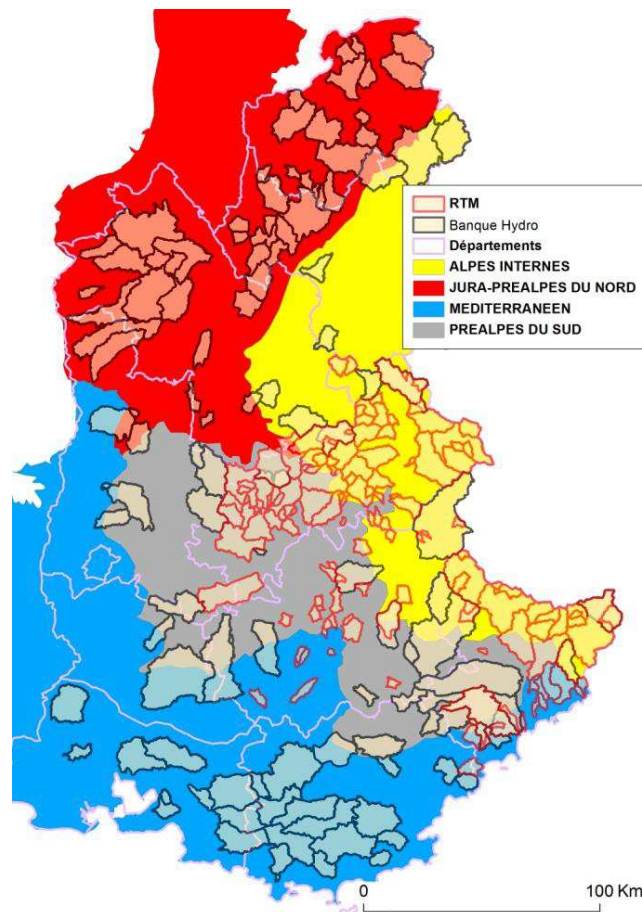 RTM
Banque Hydro
Départements
ALPES INTERNES
JURA-PREALPES DU NORD
MEDITERRANEEN
PREALPES DU SUD
0 100 Km